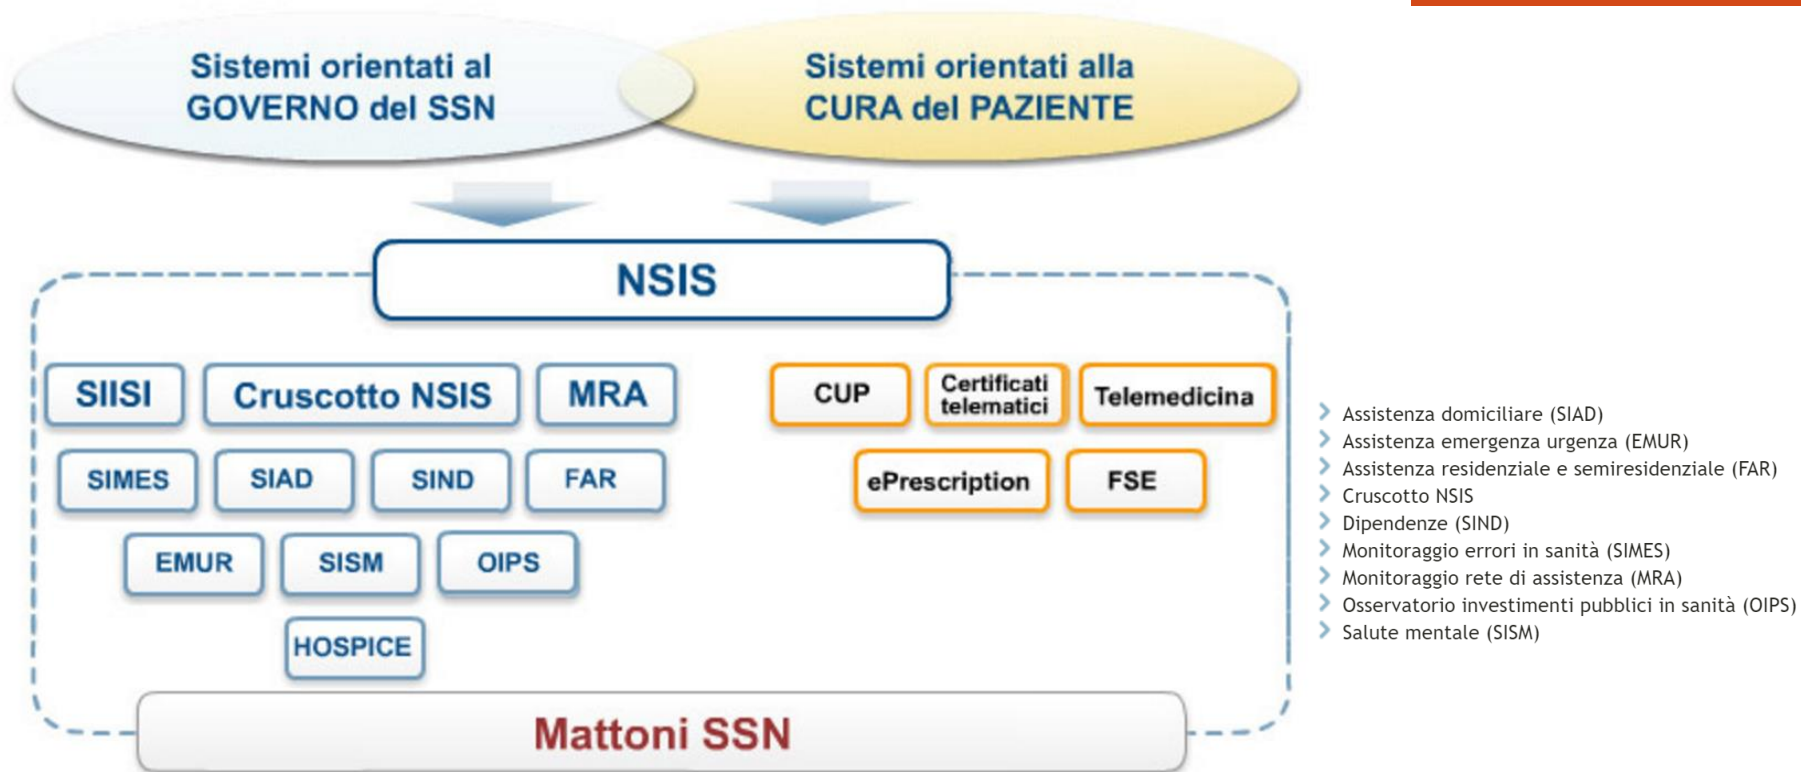 Sistemi orientati al
GOVERNO del SSN
Sistemi orientati alla
CURA del PAZIENTE
NSIS
SIISI
Cruscotto NSIS
MRA
SIMES
SIAD
SIND
FAR
EMUR
SISM
OIPS
HOSPICE
CUP
Certificati
telematici
Telemedicina
ePrescription
FSE
Mattoni SSN
Assistenza domiciliare (SIAD)
Assistenza emergenza urgenza (EMUR)
Assistenza residenziale e semiresidenziale (FAR)
Cruscotto NSIS
Dipendenze (SIND)
Monitoraggio errori in sanità (SIMES)
Monitoraggio rete di assistenza (MRA)
Osservatorio investimenti pubblici in sanità (OIPS)
Salute mentale (SISM)